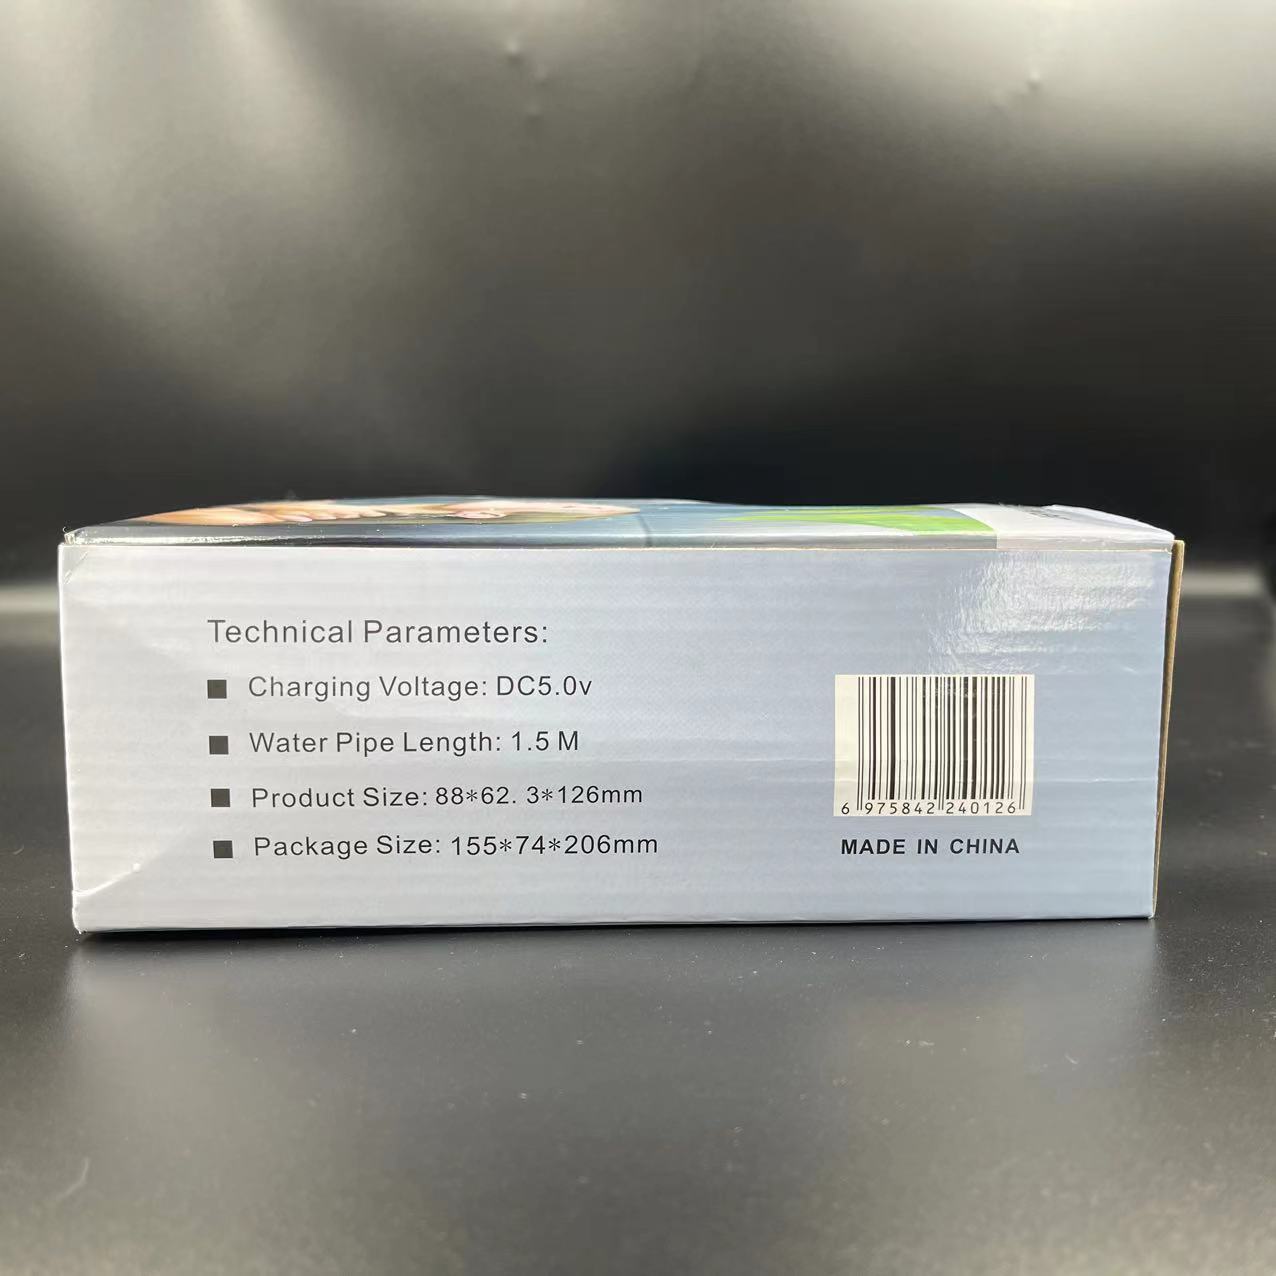 Technical Parameters:
■ Charging Voltage: DC5.0v
■ Water Pipe Length: 1.5 M
■ Product Size: 88*62. 3*126mm
■ Package Size: 155*74*206mm
6 975842 240126
MADE IN CHINA